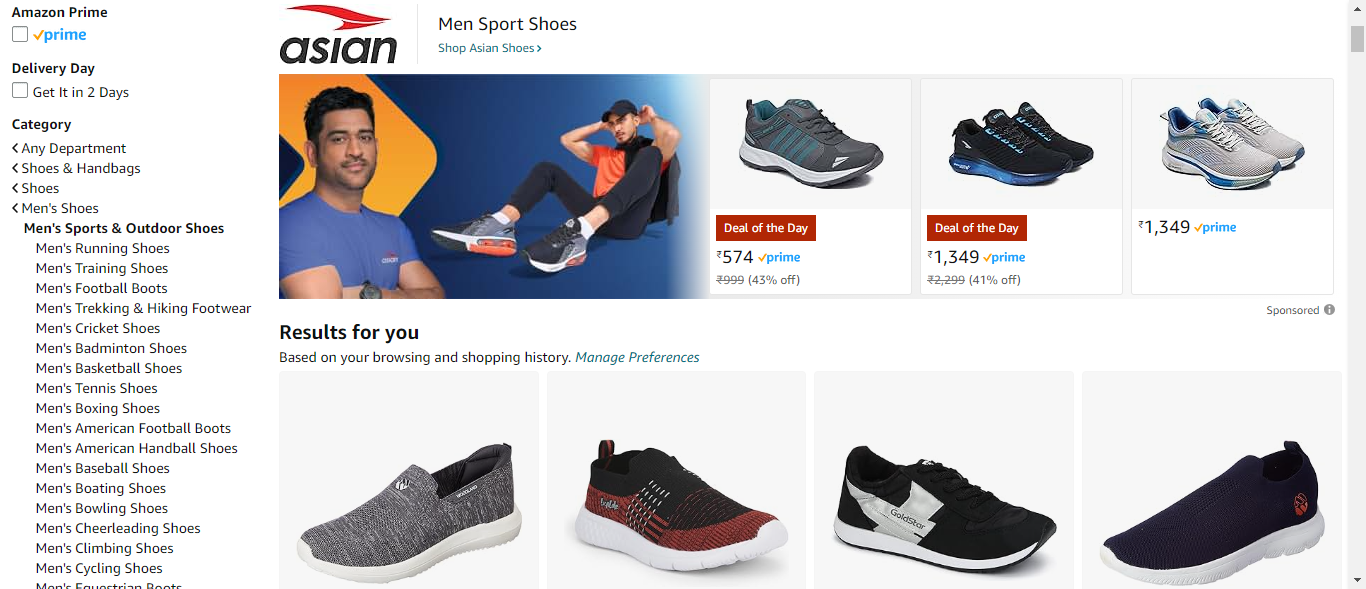 Amazon Prime
prime
Delivery Day
Get It in 2 Days
Category
Any Department
Shoes & Handbags
Shoes
Men's Shoes
Men's Sports & Outdoor Shoes
Men's Running Shoes
Men's Training Shoes
Men's Football Boots
Men's Trekking & Hiking Footwear
Men's Cricket Shoes
Men's Badminton Shoes
Men's Basketball Shoes
Men's Tennis Shoes
Men's Boxing Shoes
Men's American Football Boots
Men's American Handball Shoes
Men's Baseball Shoes
Men's Boating Shoes
Men's Bowling Shoes
Men's Cheerleading Shoes
Men's Climbing Shoes
Men's Cycling Shoes
Men's Equestrian Boots
asian
Men Sport Shoes
Shop Asian Shoes
asian
Deal of the Day
₹574 prime
₹999 (43% off)
Deal of the Day
₹1,349 prime
₹2,299 (41% off)
₹1,349 prime
Sponsored
Results for you
Based on your browsing and shopping history. Manage Preferences
GoldStar